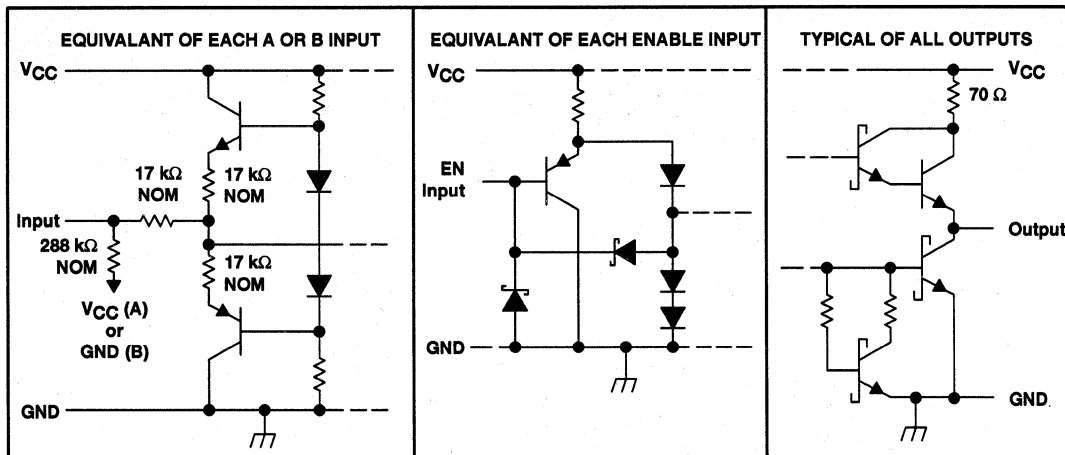 EQUIVALANT OF EACH A OR B INPUT
VCC
17 kΩ
NOM
17 kΩ
NOM
Input
288 kΩ
NOM
17 kΩ
NOM
VCC (A)
or
GND (B)
GND
EQUIVALANT OF EACH ENABLE INPUT
VCC
EN
Input
GND
TYPICAL OF ALL OUTPUTS
VCC
70 Ω
Output
GND